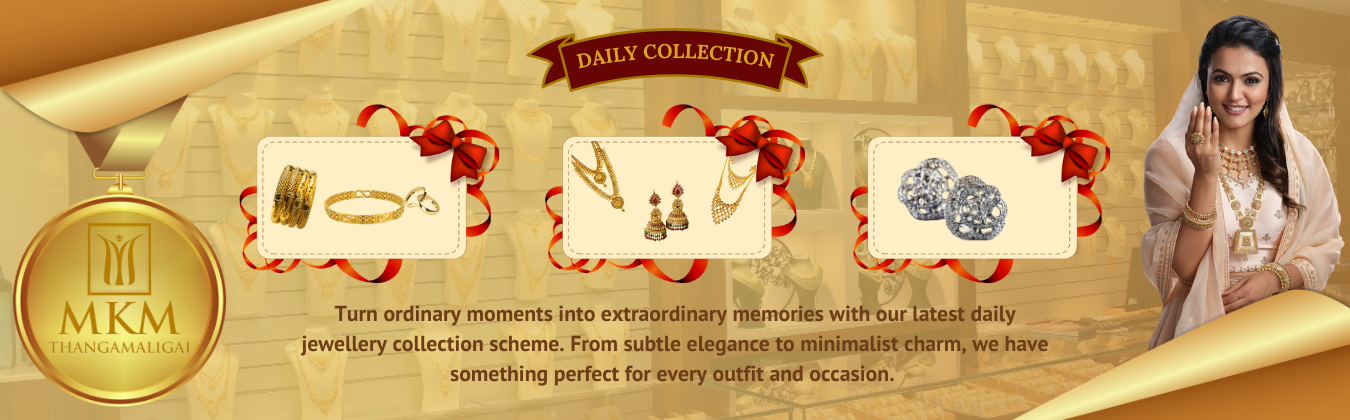 DAILY COLLECTION
MKM
THANGAMALIGAI
Turn ordinary moments into extraordinary memories with our latest daily
jewellery collection scheme. From subtle elegance to minimalist charm, we have
something perfect for every outfit and occasion.